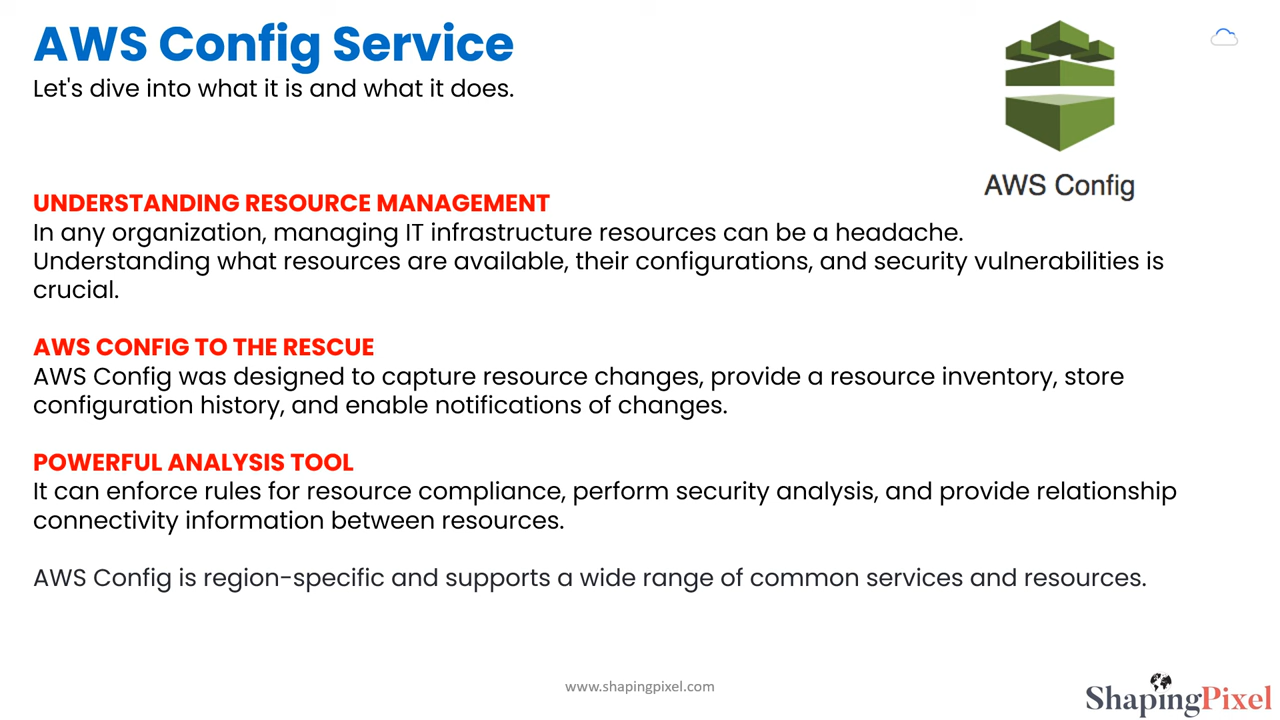 AWS Config Service
Let's dive into what it is and what it does.
AWS Config
UNDERSTANDING RESOURCE MANAGEMENT
In any organization, managing IT infrastructure resources can be a headache.
Understanding what resources are available, their configurations, and security vulnerabilities is
crucial.
AWS CONFIG TO THE RESCUE
AWS Config was designed to capture resource changes, provide a resource inventory, store
configuration history, and enable notifications of changes.
POWERFUL ANALYSIS TOOL
It can enforce rules for resource compliance, perform security analysis, and provide relationship
connectivity information between resources.
AWS Config is region-specific and supports a wide range of common services and resources.
www.shapingpixel.com
ShapingPixel